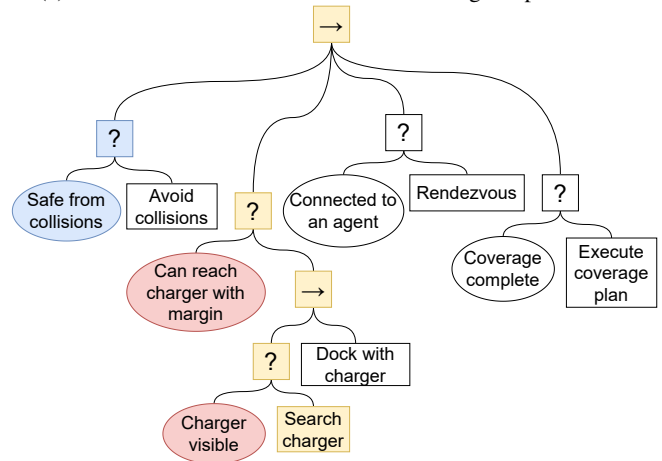 →
?
?
?
?
Safe from
collisions
Avoid
collisions
Connected to
an agent
Rendezvous
Can reach
charger with
margin
→
Coverage
complete
Execute
coverage
plan
?
Dock with
charger
Charger
visible
Search
charger